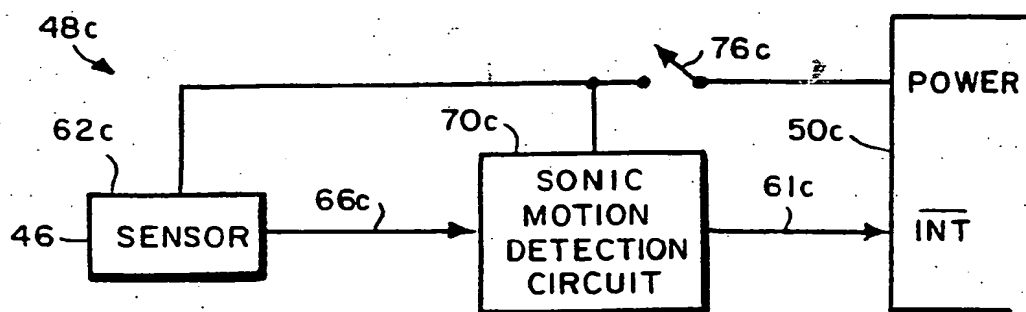 48c
76c
POWER
62c
70c
50c
SONIC
MOTION
DETECTION
CIRCUIT
66c
61c
46
SENSOR
INT